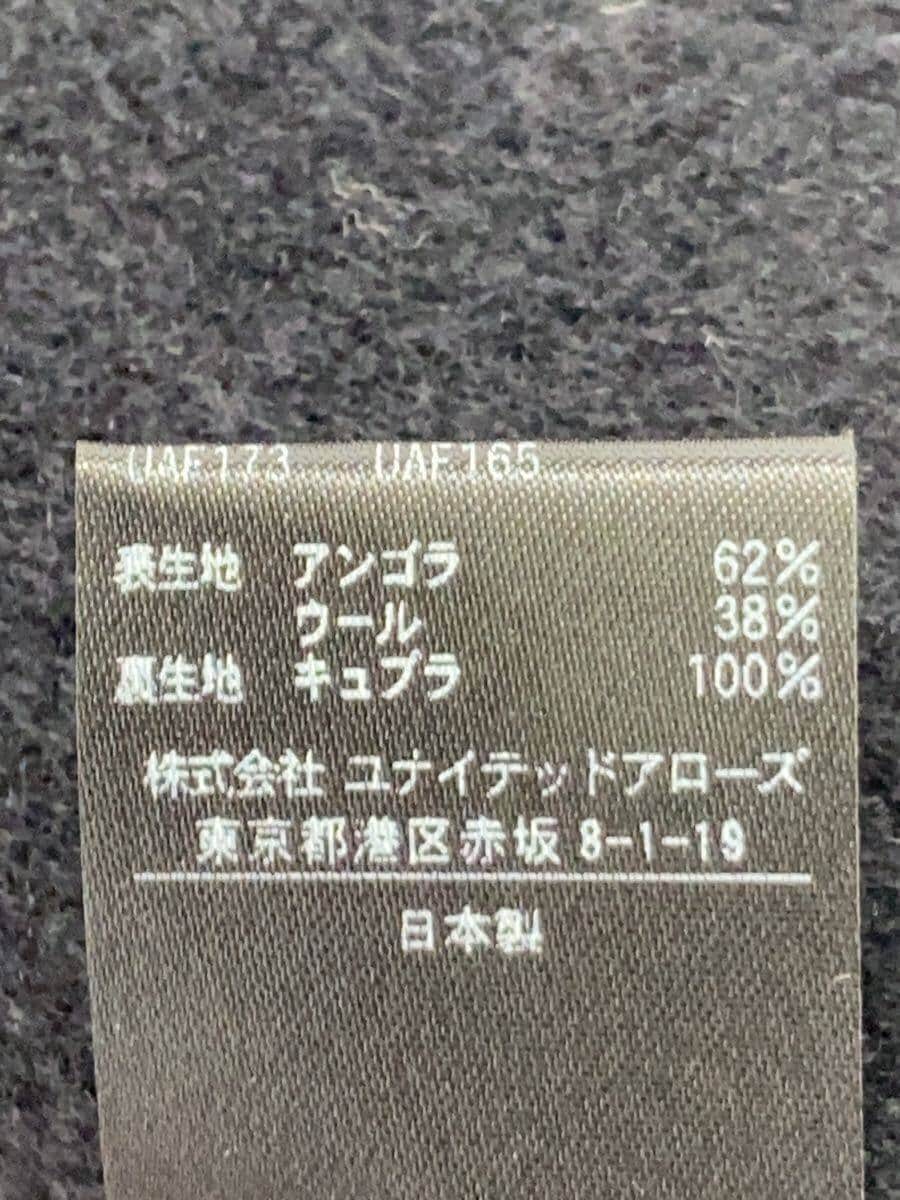 UAF173 UAF165
表生地 アンゴラ 62%
ウール 38%
裏生地 キュプラ 100%
株式会社 ユナイテッドアローズ
東京都港区赤坂 8-1-19
日本製